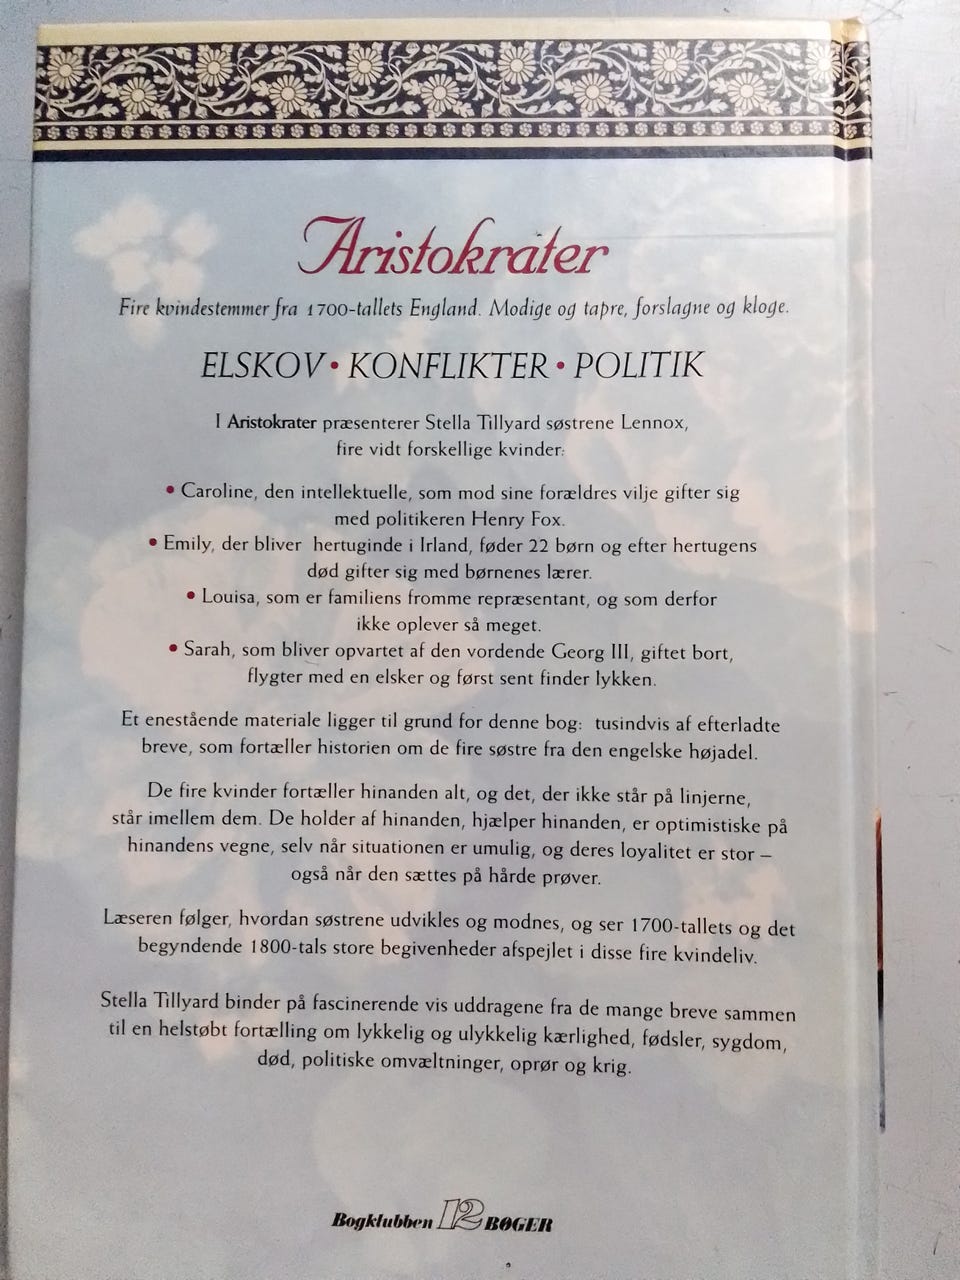 Aristokrater
Fire kvindestemmer fra 1700-tallets England. Modige og tapre, forslagne og kloge.
ELSKOV • KONFLIKTER • POLITIK
I Aristokrater præsenterer Stella Tillyard søstrene Lennox,
fire vidt forskellige kvinder:
• Caroline, den intellektuelle, som mod sine forældres vilje gifter sig
med politikeren Henry Fox.
• Emily, der bliver hertuginde i Irland, føder 22 børn og efter hertugens
død gifter sig med børnenes lærer.
• Louisa, som er familiens fromme repræsentant, og som derfor
ikke oplever så meget.
• Sarah, som bliver opvartet af den vordende Georg III, giftet bort,
flygter med en elsker og først sent finder lykken.
Et enestående materiale ligger til grund for denne bog: tusindvis af efterladte
breve, som fortæller historien om de fire søstre fra den engelske højadel.
De fire kvinder fortæller hinanden alt, og det, der ikke står på linjerne,
står imellem dem. De holder af hinanden, hjælper hinanden, er optimistiske på
hinandens vegne, selv når situationen er umulig, og deres loyalitet er stor –
også når den sættes på hårde prøver.
Læseren følger, hvordan søstrene udvikles og modnes, og ser 1700-tallets og det
begyndende 1800-tals store begivenheder afspejlet i disse fire kvindeliv.
Stella Tillyard binder på fascinerende vis uddragene fra de mange breve sammen
til en helstøbt fortælling om lykkelig og ulykkelig kærlighed, fødsler, sygdom,
død, politiske omvæltninger, oprør og krig.
Bogklubben 12 BØGER